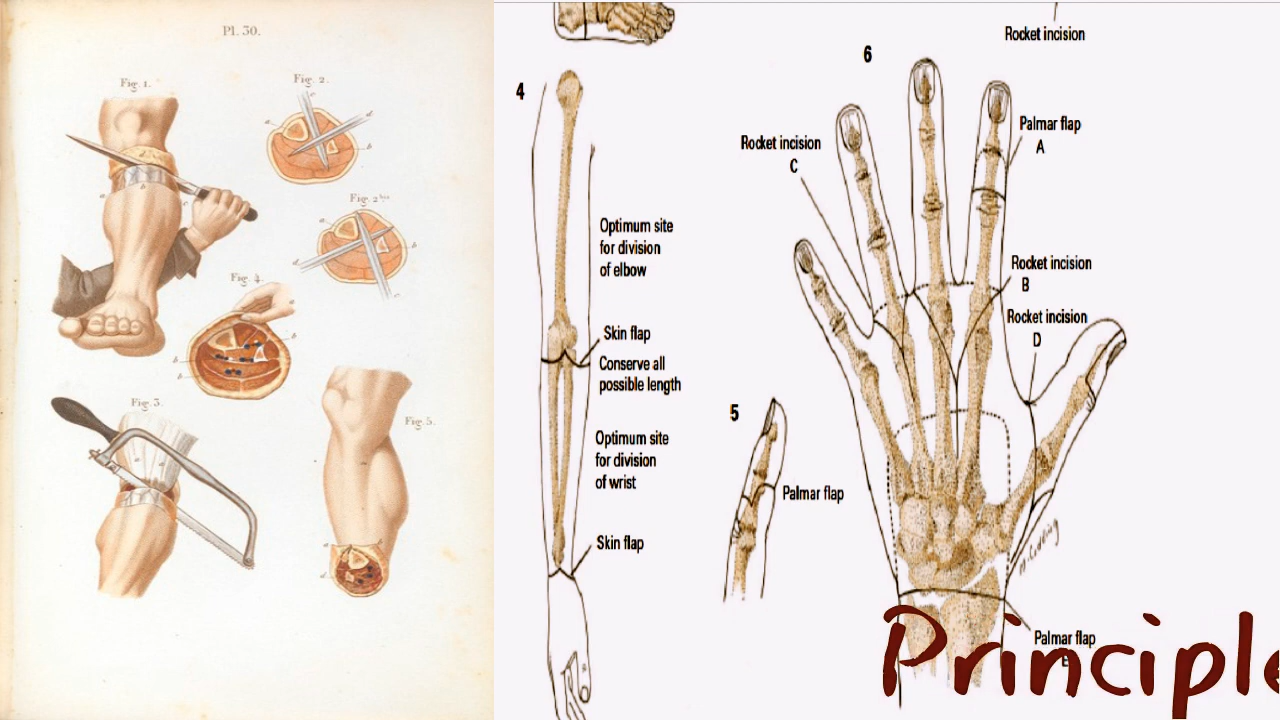 Pl. 30.
Fig. 1.
Fig. 2.
c
a
d
b
Fig. 2 bis
a
b
d
c
a
b
c
Fig. 4.
a
b
b
b
Fig. 3.
a
a
Fig. 5.
a
d
4
Optimum site
for division
of elbow
Skin flap
Conserve all
possible length
Optimum site
for division
of wrist
Skin flap
5
Palmar flap
6
Rocket incision
Rocket incision
C
Palmar flap
A
Rocket incision
B
Rocket incision
D
Palmar flap
Principle